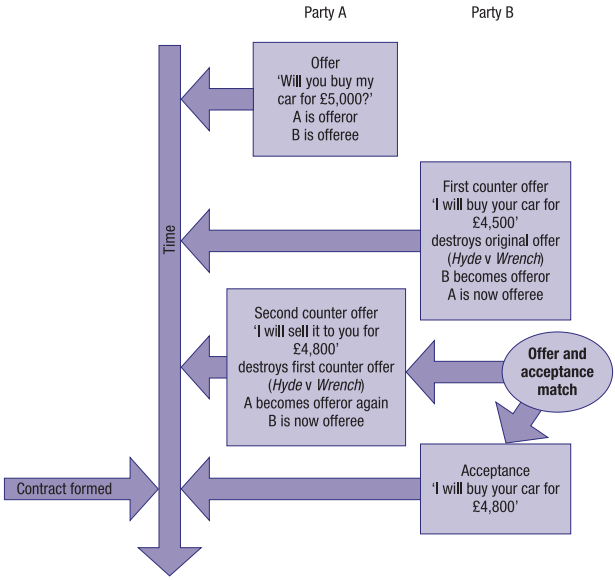 Party A
Party B
Offer
‘Will you buy my
car for £5,000?’
A is offeror
B is offeree
First counter offer
‘I will buy your car for
£4,500’
destroys original offer
(Hyde v Wrench)
B becomes offeror
A is now offeree
Time
Second counter offer
‘I will sell it to you for
£4,800’
destroys first counter offer
(Hyde v Wrench)
A becomes offeror again
B is now offeree
Offer and
acceptance
match
Acceptance
‘I will buy your car for
£4,800’
Contract formed